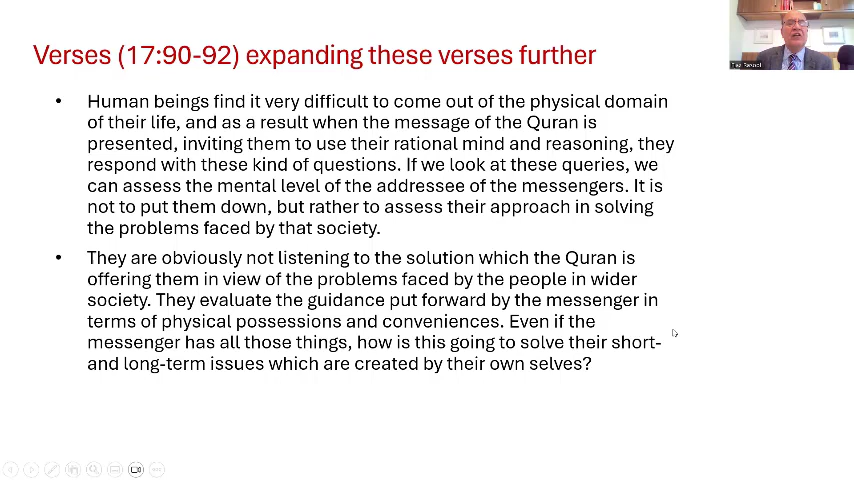 Verses (17:90-92) expanding these verses further
• Human beings find it very difficult to come out of the physical domain
of their life, and as a result when the message of the Quran is
presented, inviting them to use their rational mind and reasoning, they
respond with these kind of questions. If we look at these queries, we
can assess the mental level of the addressee of the messengers. It is
not to put them down, but rather to assess their approach in solving
the problems faced by that society.
• They are obviously not listening to the solution which the Quran is
offering them in view of the problems faced by the people in wider
society. They evaluate the guidance put forward by the messenger in
terms of physical possessions and conveniences. Even if the
messenger has all those things, how is this going to solve their short-
and long-term issues which are created by their own selves?